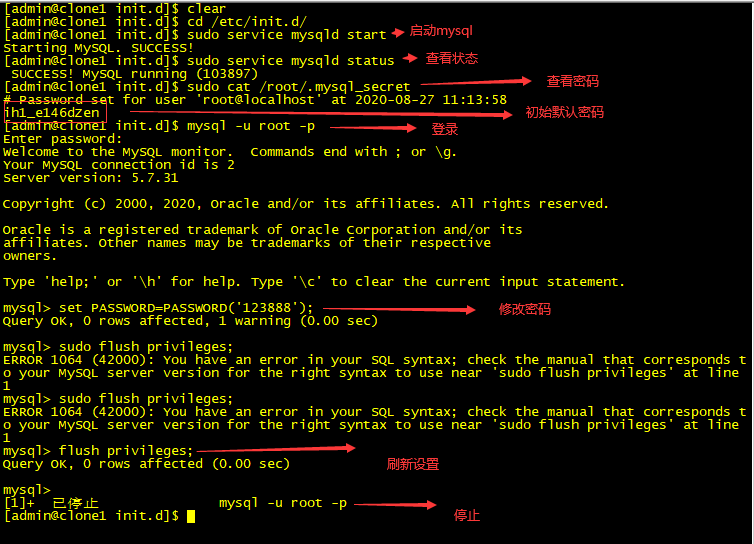 [admin@clone1 init.d]$ clear
[admin@clone1 init.d]$ cd /etc/init.d/
[admin@clone1 init.d]$ sudo service mysqld start 启动mysql
Starting MySQL. SUCCESS!
[admin@clone1 init.d]$ sudo service mysqld status 查看状态
SUCCESS! MySQL running (103897)
[admin@clone1 init.d]$ sudo cat /root/.mysql_secret 查看密码
# Password set for user 'root@localhost' at 2020-08-27 11:13:58
ih1_e146dzen 初始默认密码
[admin@clone1 init.d]$ mysql -u root -p 登录
Enter password:
Welcome to the MySQL monitor.  Commands end with ; or \g.
Your MySQL connection id is 2
Server version: 5.7.31
Copyright (c) 2000, 2020, Oracle and/or its affiliates. All rights reserved.
Oracle is a registered trademark of Oracle Corporation and/or its
affiliates. Other names may be trademarks of their respective
owners.
Type 'help;' or '\h' for help. Type '\c' to clear the current input statement.
mysql> set PASSWORD=PASSWORD('123888'); 修改密码
Query OK, 0 rows affected, 1 warning (0.00 sec)
mysql> sudo flush privileges;
ERROR 1064 (42000): You have an error in your SQL syntax; check the manual that corresponds t
o your MySQL server version for the right syntax to use near 'sudo flush privileges' at line
1
mysql> sudo flush privileges;
ERROR 1064 (42000): You have an error in your SQL syntax; check the manual that corresponds t
o your MySQL server version for the right syntax to use near 'sudo flush privileges' at line
1
mysql> flush privileges;
Query OK, 0 rows affected (0.00 sec) 刷新设置
mysql>
[1]+  已停止               mysql -u root -p
[admin@clone1 init.d]$ 停止